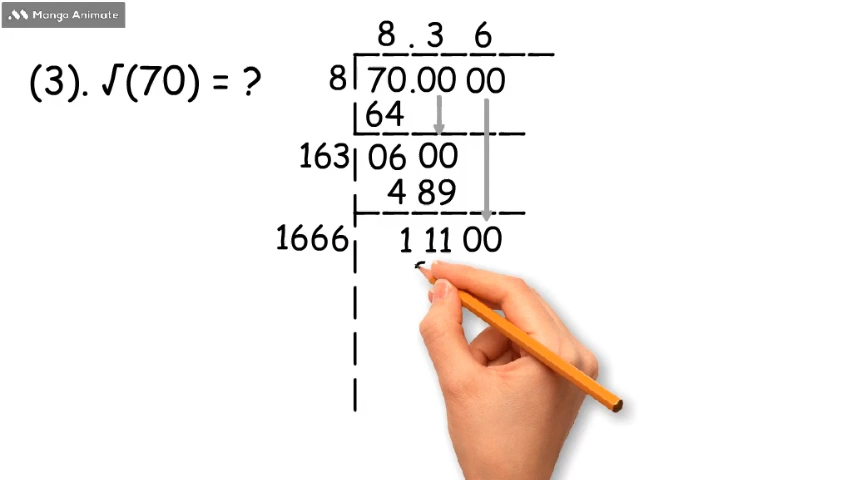 Mango Animate
8 . 3 6
(3). √(70) = ?
8 70.00 00
64
163 06 00
4 89
1666 1 11 00